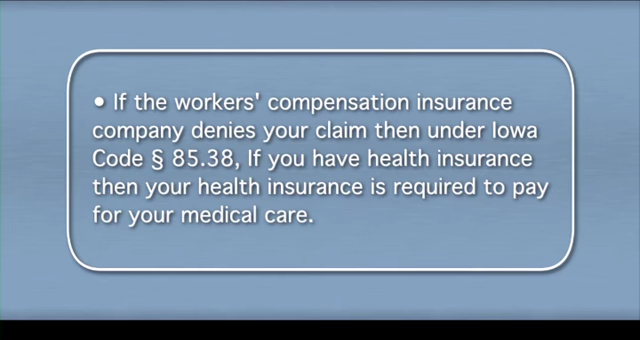 • If the workers' compensation insurance
company denies your claim then under Iowa
Code § 85.38, If you have health insurance
then your health insurance is required to pay
for your medical care.